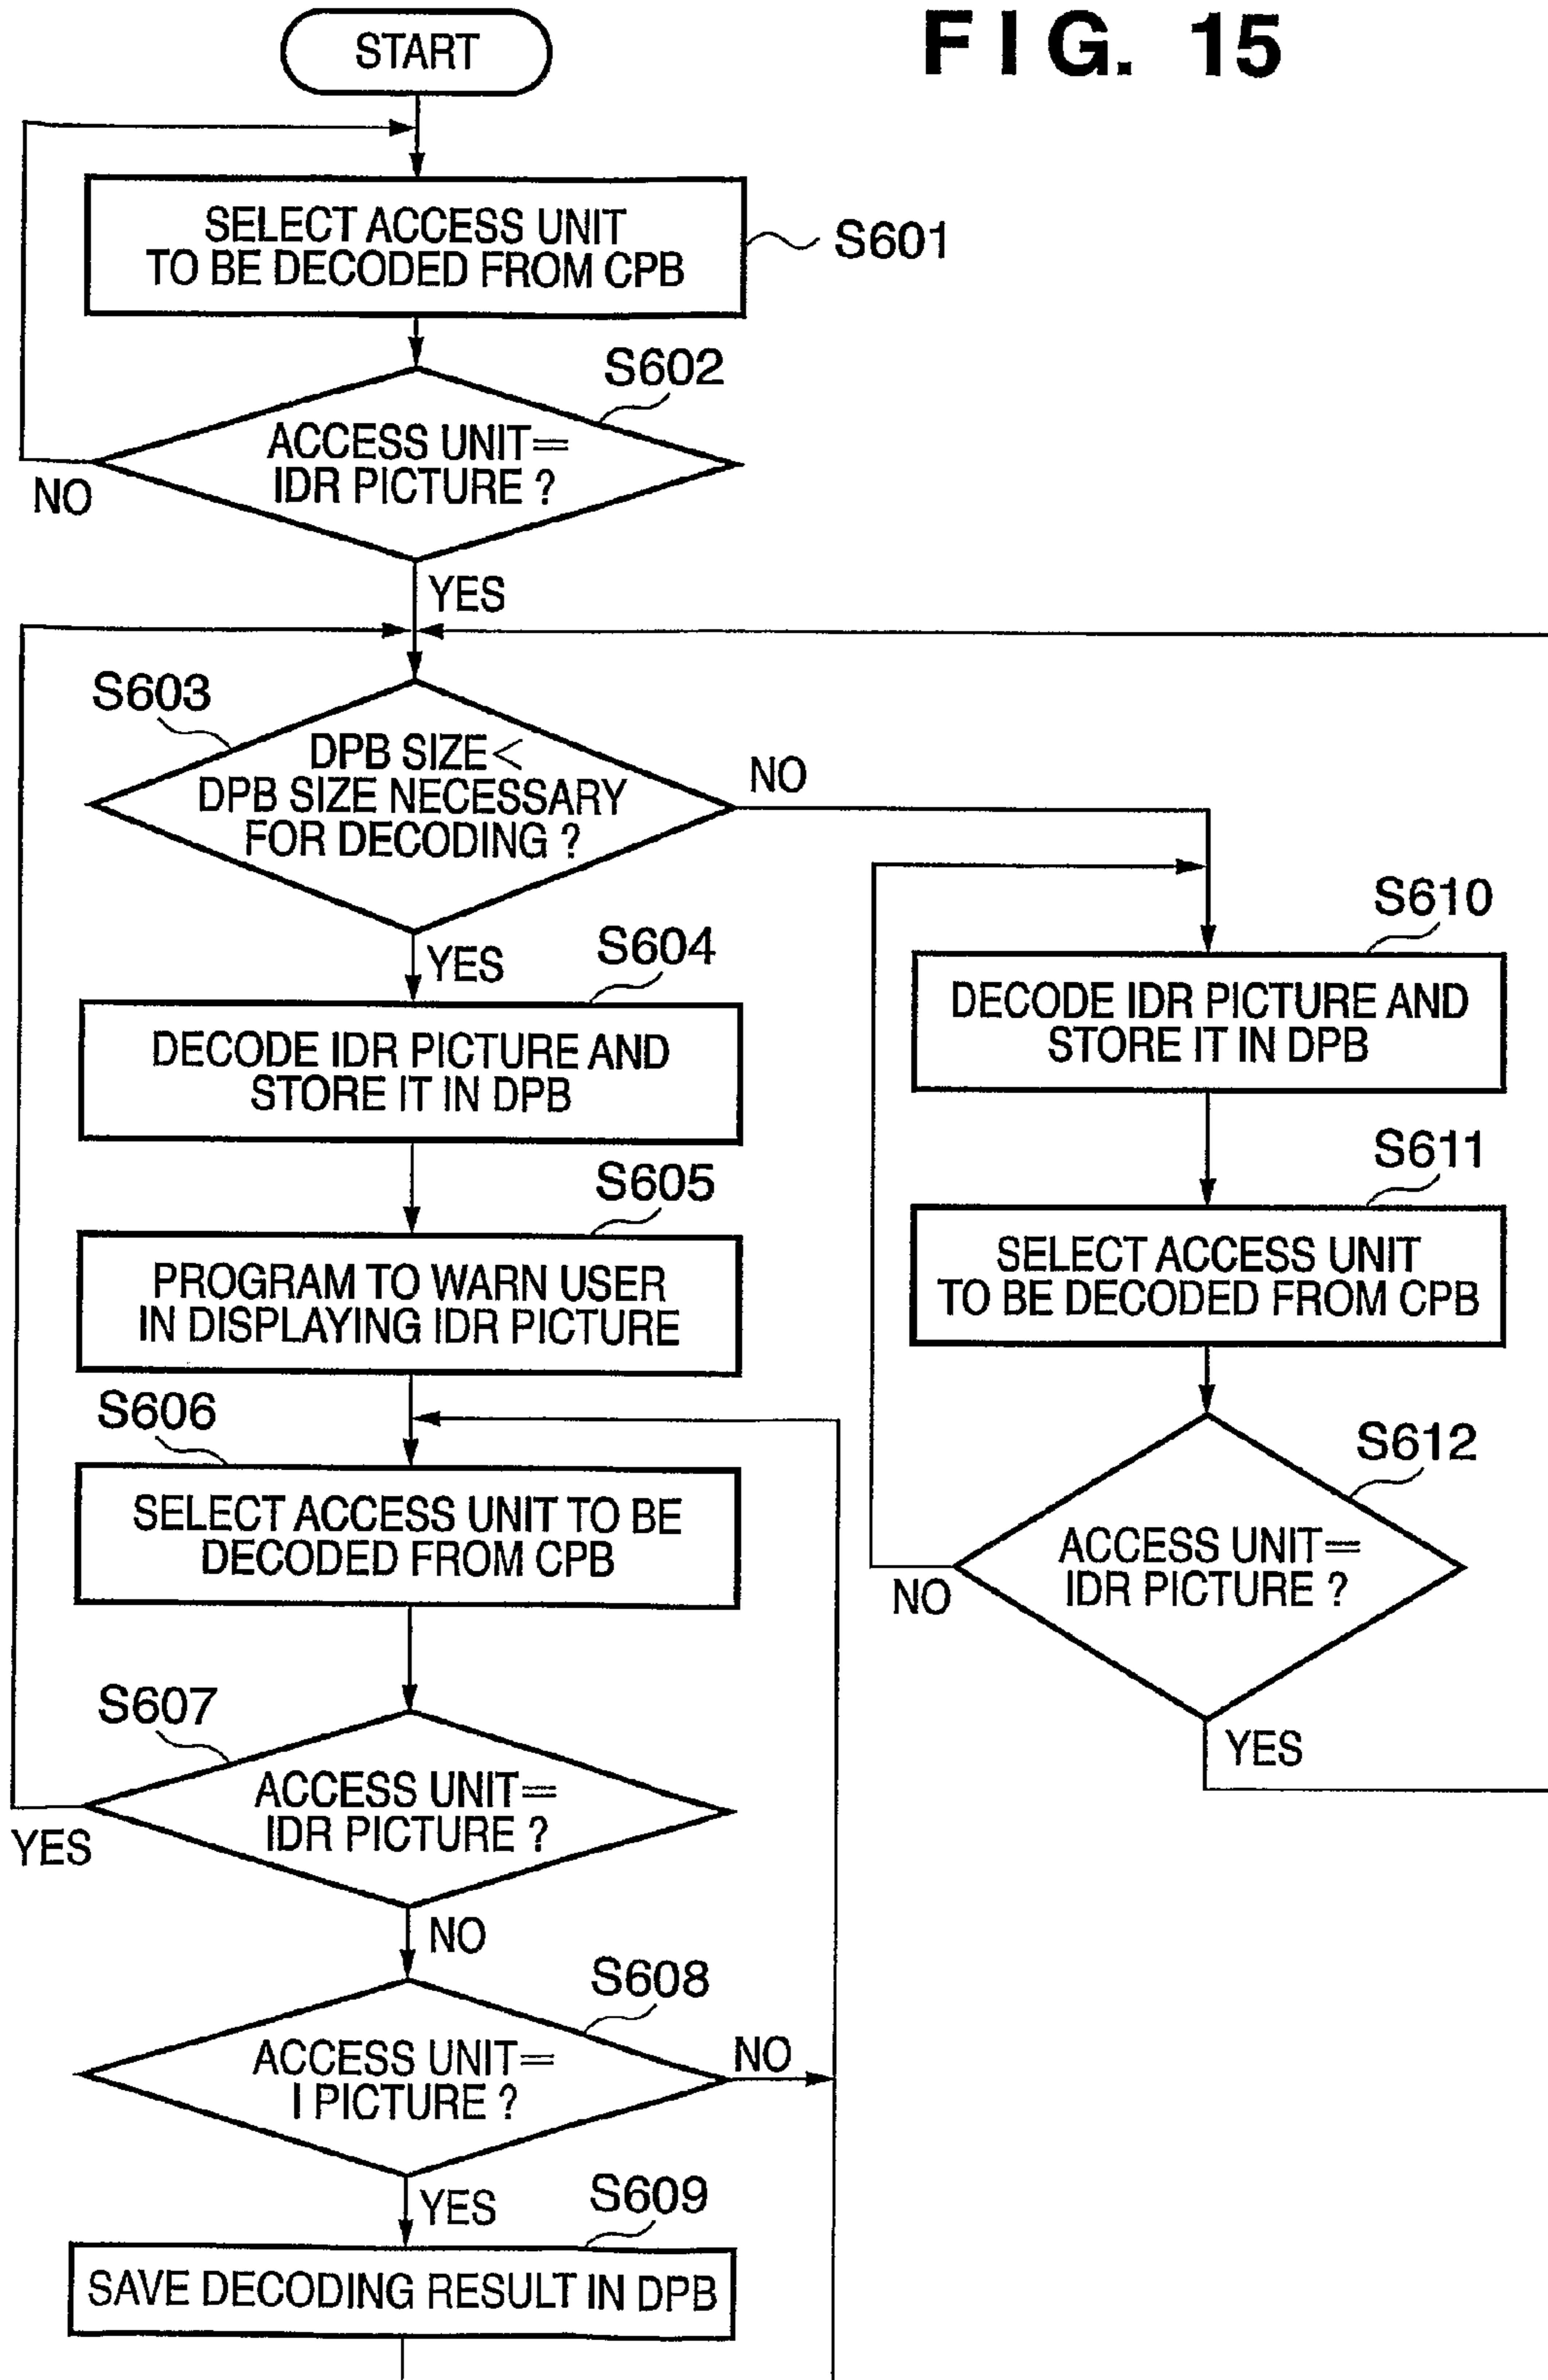 FIG. 15
START
SELECT ACCESS UNIT
TO BE DECODED FROM CPB
S601
S602
ACCESS UNIT=
IDR PICTURE ?
NO
YES
S603
DPB SIZE <
DPB SIZE NECESSARY
FOR DECODING ?
NO
YES
S604
DECODE IDR PICTURE AND
STORE IT IN DPB
S605
PROGRAM TO WARN USER
IN DISPLAYING IDR PICTURE
S606
SELECT ACCESS UNIT TO BE
DECODED FROM CPB
S607
ACCESS UNIT=
IDR PICTURE ?
YES
NO
S608
ACCESS UNIT=
I PICTURE ?
NO
YES
S609
SAVE DECODING RESULT IN DPB
S610
DECODE IDR PICTURE AND
STORE IT IN DPB
S611
SELECT ACCESS UNIT
TO BE DECODED FROM CPB
S612
ACCESS UNIT=
IDR PICTURE ?
NO
YES